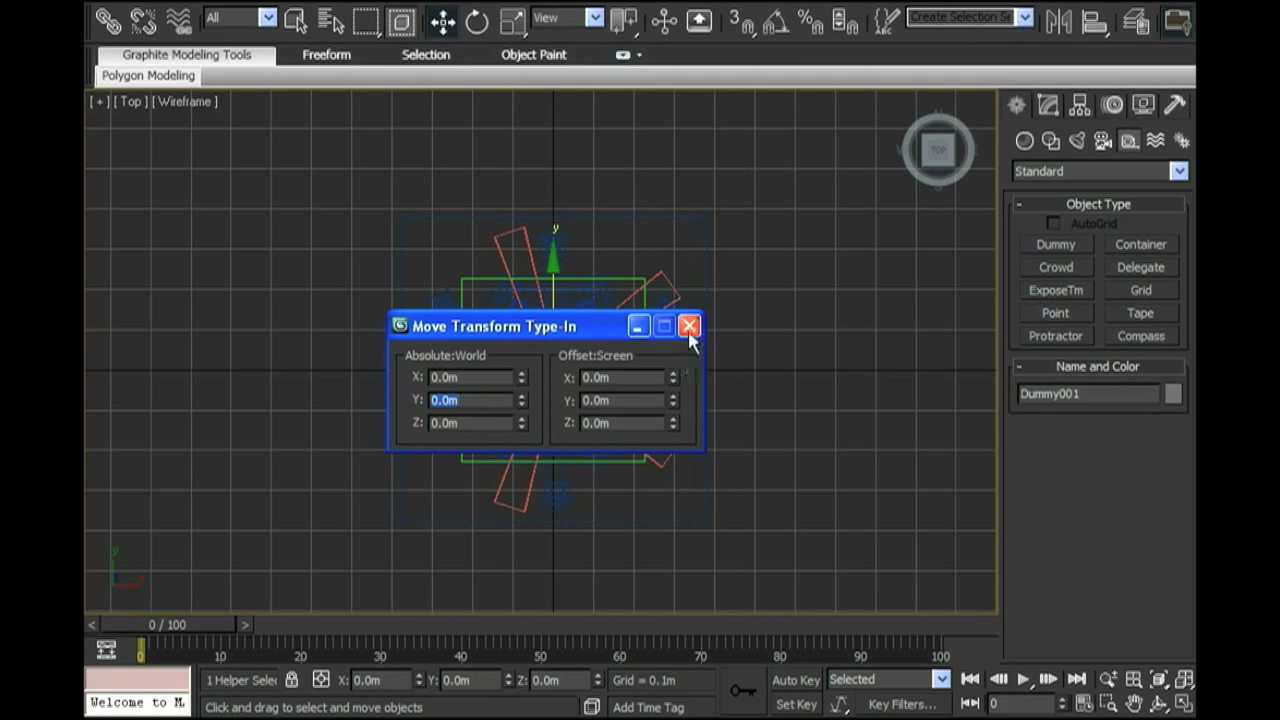 All
View
3
Create Selection Se
Graphite Modeling Tools
Freeform
Selection
Object Paint
Polygon Modeling
[ + ] [ Top ] [ Wireframe ]
TOP
y
Move Transform Type-In
Absolute:World
Offset:Screen
X: 0.0m
X: 0.0m
Y: 0.0m
Y: 0.0m
Z: 0.0m
Z: 0.0m
y
Standard
- Object Type
AutoGrid
Dummy
Container
Crowd
Delegate
ExposeTm
Grid
Point
Tape
Protractor
Compass
- Name and Color
Dummy001
< 0 / 100 >
0 10 20 30 40 50 60 70 80 90 100
1 Helper Selec
X: 0.0m
Y: 0.0m
Z: 0.0m
Grid = 0.1m
Auto Key
Selected
Welcome to M
Click and drag to select and move objects
Add Time Tag
Set Key
Key Filters...
0